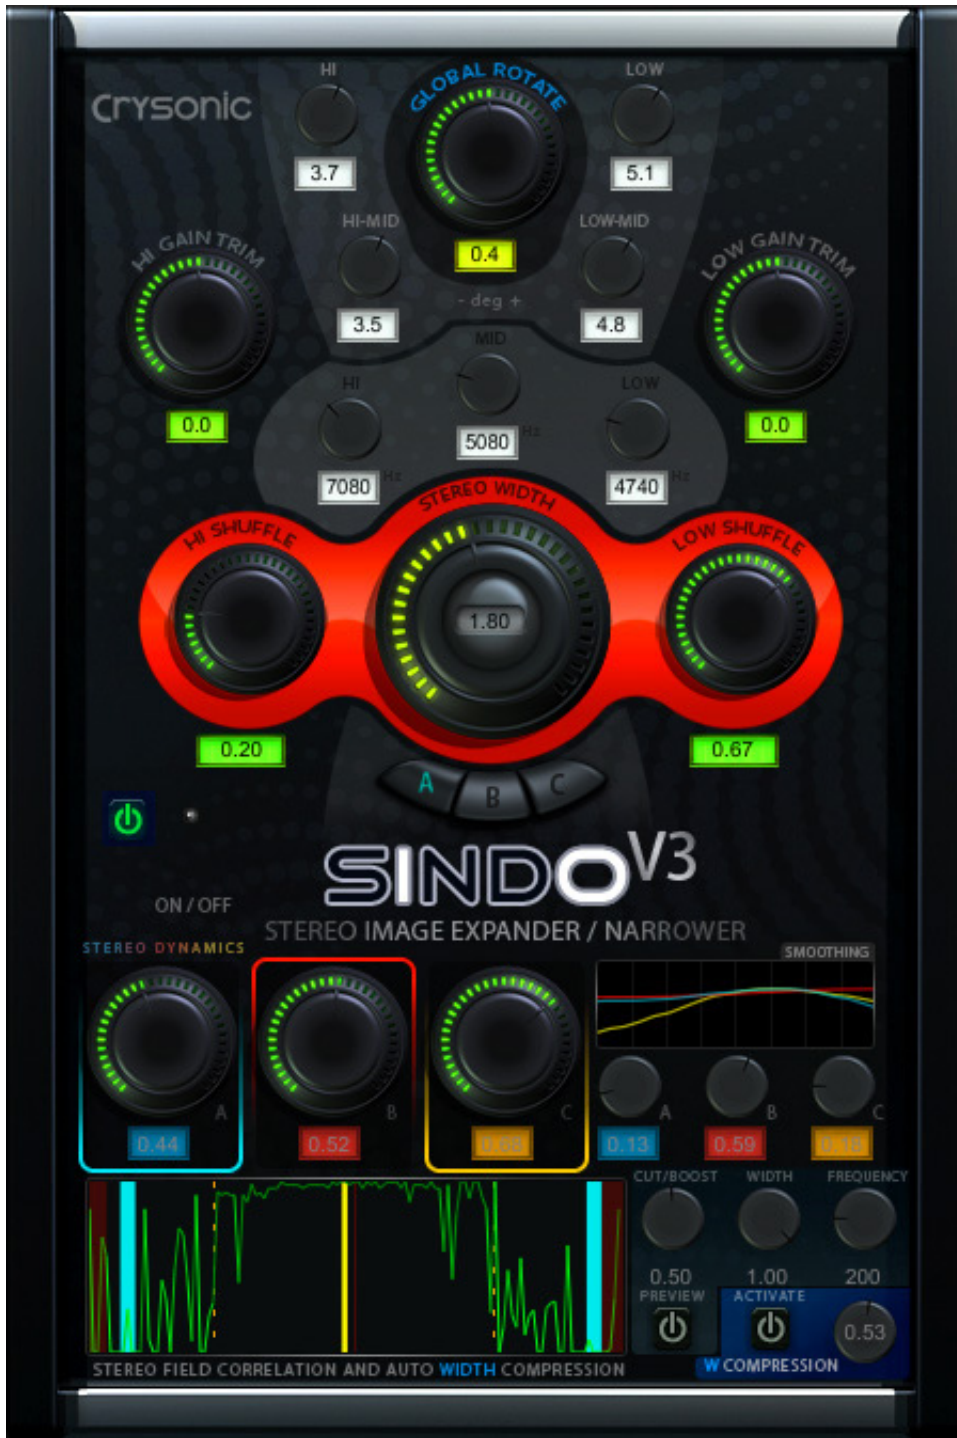 HI
GLOBAL ROTATE
LOW
Crysonic
3.7
5.1
HI-MID
LOW-MID
HI GAIN TRIM
0.4
LOW GAIN TRIM
- deg +
3.5
4.8
MID
HI
LOW
0.0
0.0
5080 Hz
7080 Hz
4740 Hz
STEREO WIDTH
HI SHUFFLE
LOW SHUFFLE
1.80
0.20
0.67
A B C
SINDO V3
ON / OFF
STEREO IMAGE EXPANDER / NARROWER
STEREO DYNAMICS
SMOOTHING
A B C
A B C
0.44 0.52 0.68
0.13 0.59 0.18
CUT/BOOST WIDTH FREQUENCY
0.50 1.00 200
PREVIEW ACTIVATE
0.53
W COMPRESSION
STEREO FIELD CORRELATION AND AUTO WIDTH COMPRESSION